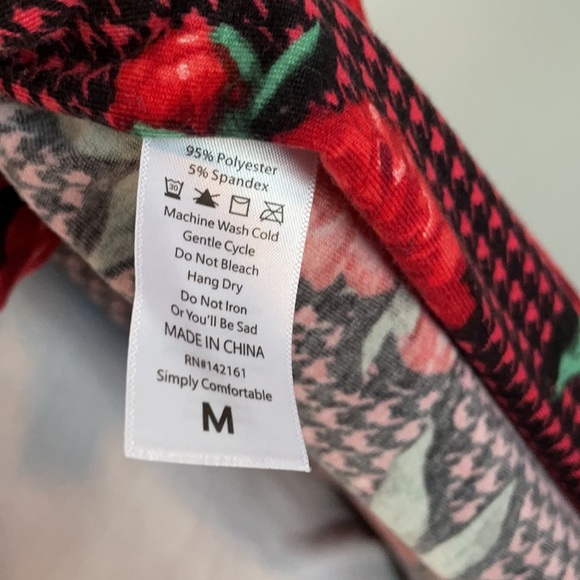 95% Polyester
5% Spandex
30
Machine Wash Cold
Gentle Cycle
Do Not Bleach
Hang Dry
Do Not Iron
Or You'll Be Sad
MADE IN CHINA
RN#142161
Simply Comfortable
M